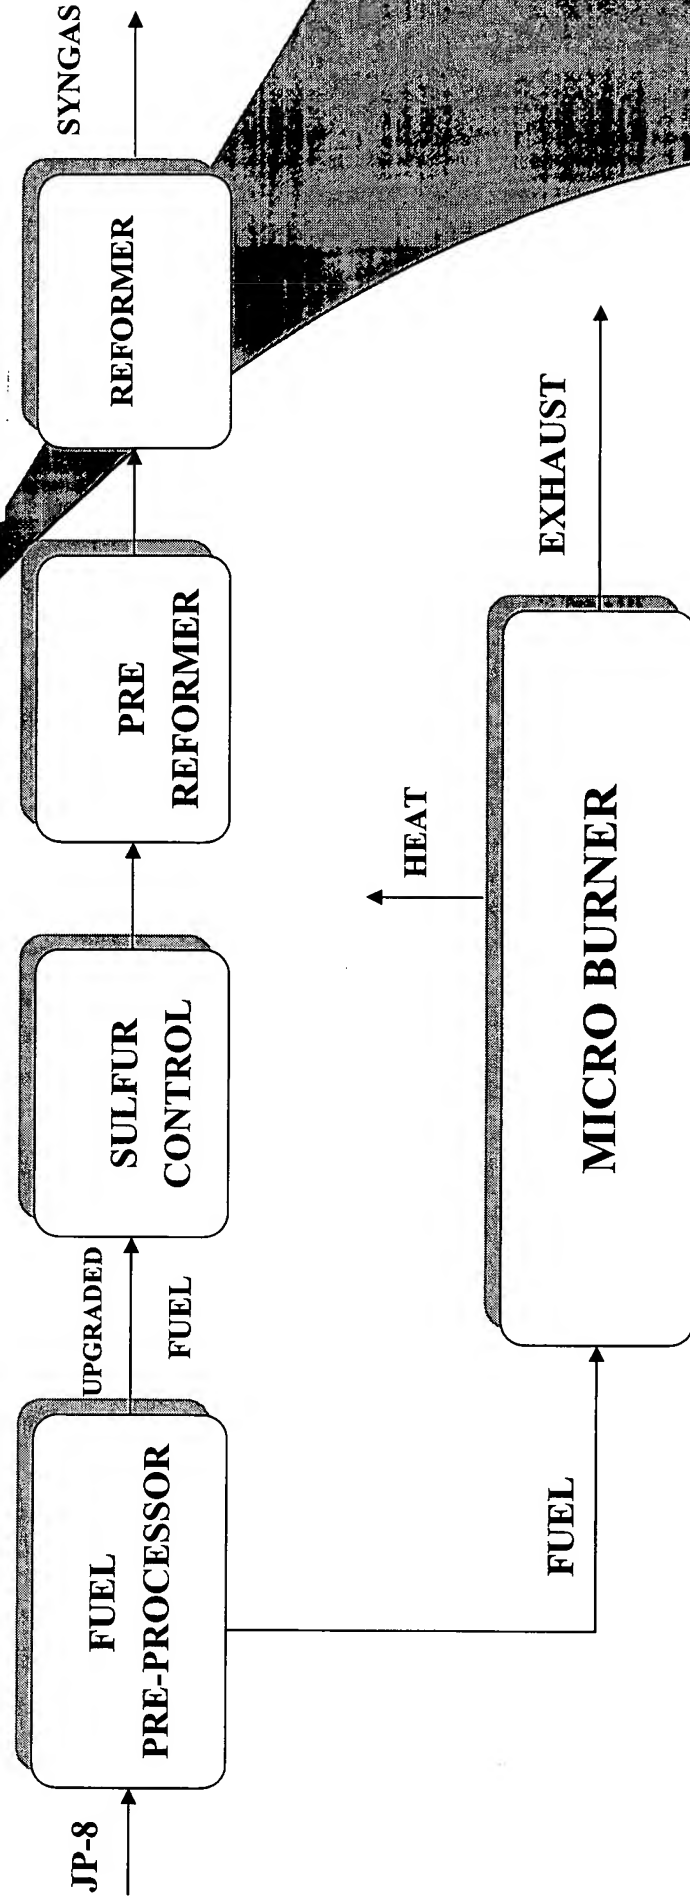 JP-8
FUEL
PRE-PROCESSOR
UPGRADED
FUEL
SULFUR
CONTROL
PRE
REFORMER
REFORMER
SYNGAS
FUEL
MICRO BURNER
HEAT
EXHAUST